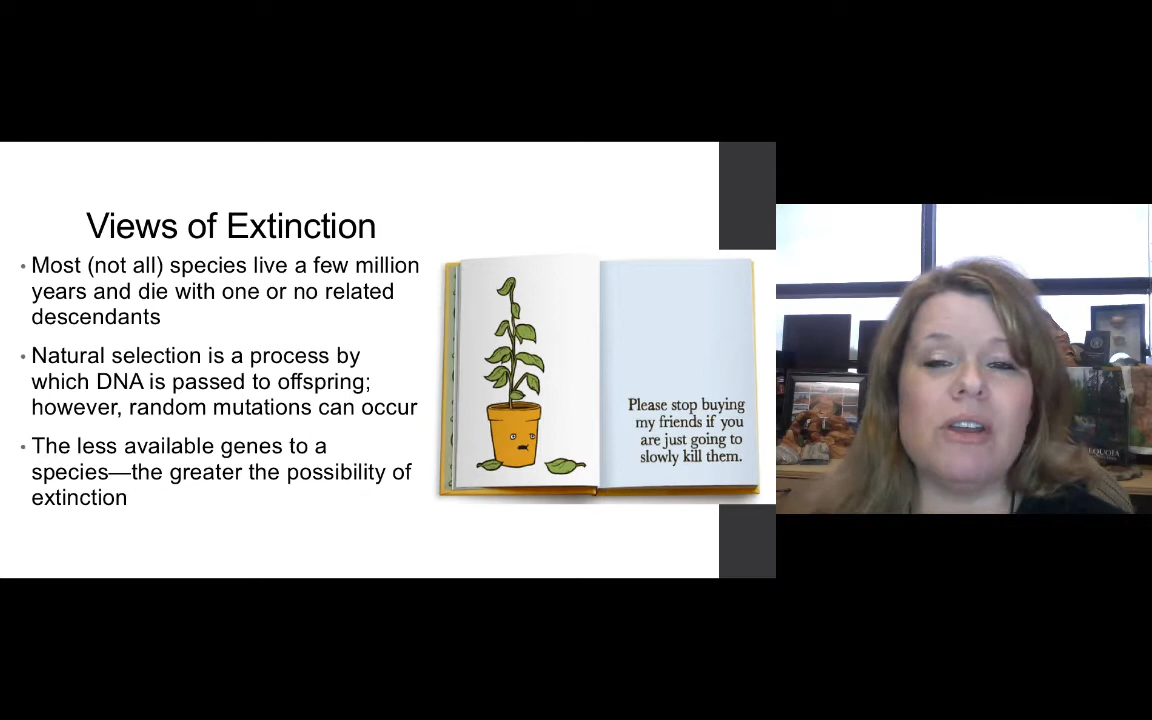 Views of Extinction
• Most (not all) species live a few million
years and die with one or no related
descendants
• Natural selection is a process by
which DNA is passed to offspring;
however, random mutations can occur
• The less available genes to a
species—the greater the possibility of
extinction
Please stop buying
my friends if you
are just going to
slowly kill them.